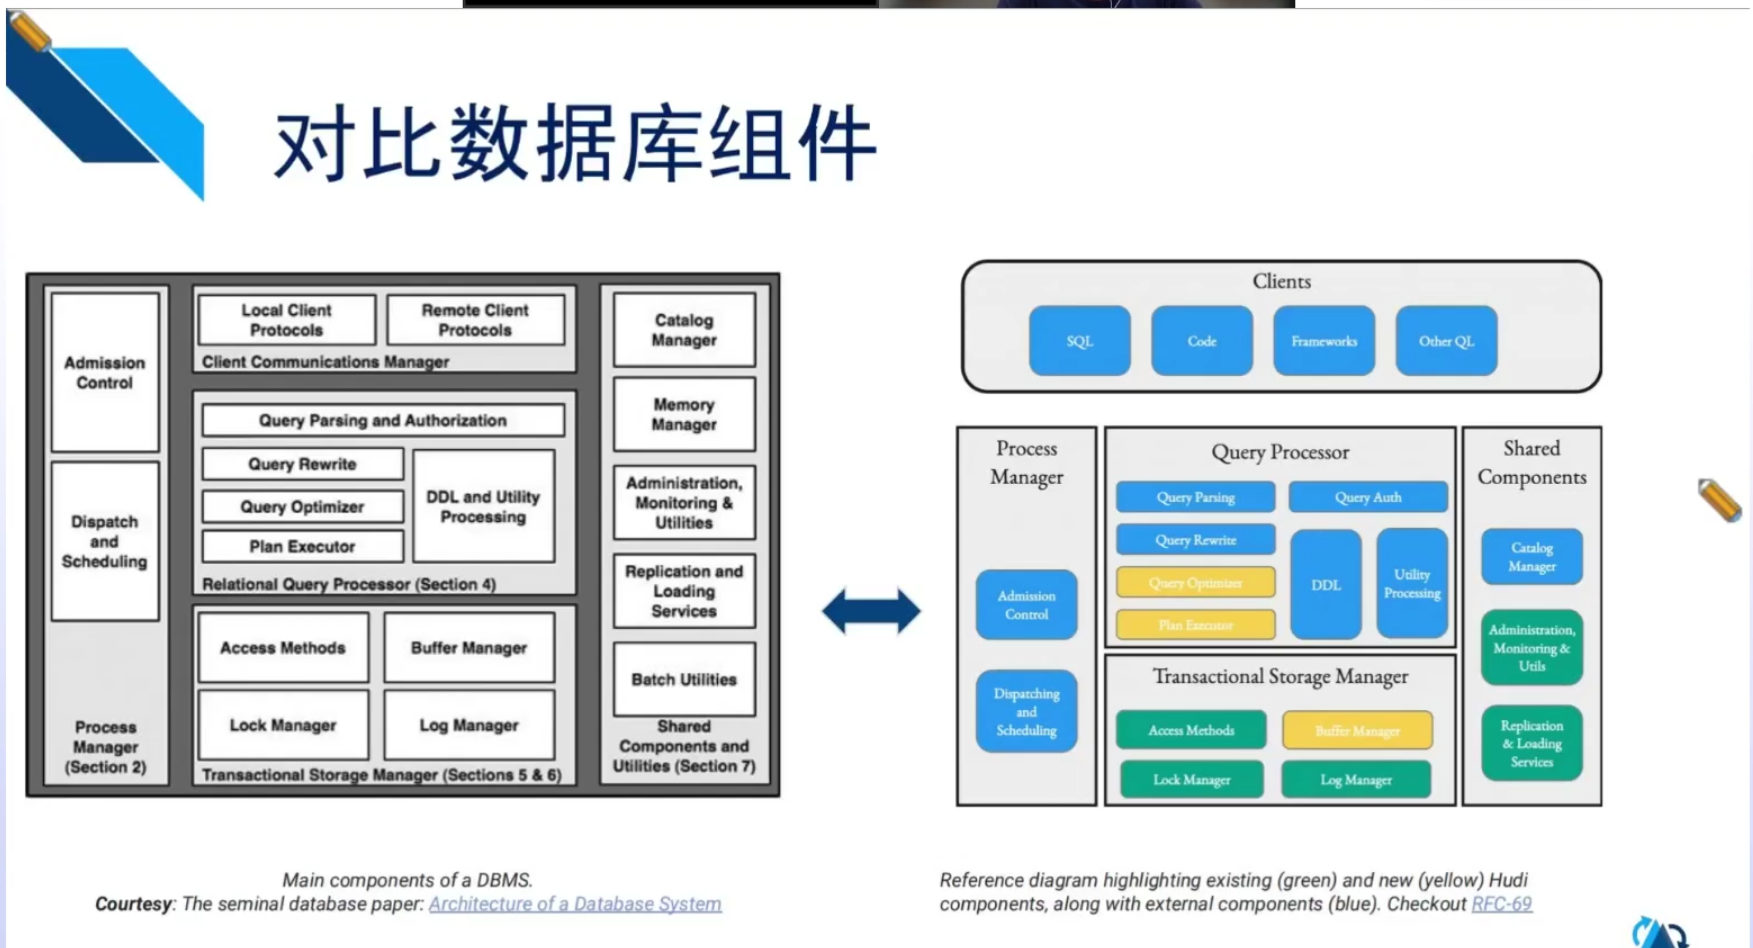 对比数据库组件
Admission
Control
Dispatch
and
Scheduling
Process
Manager
(Section 2)
Local Client
Protocols
Remote Client
Protocols
Client Communications Manager
Query Parsing and Authorization
Query Rewrite
Query Optimizer
Plan Executor
DDL and Utility
Processing
Relational Query Processor (Section 4)
Access Methods
Buffer Manager
Lock Manager
Log Manager
Transactional Storage Manager (Sections 5 & 6)
Catalog
Manager
Memory
Manager
Administration,
Monitoring &
Utilities
Replication and
Loading
Services
Batch Utilities
Shared
Components and
Utilities (Section 7)
Main components of a DBMS.
Courtesy: The seminal database paper: Architecture of a Database System
Clients
SQL
Code
Frameworks
Other QL
Process
Manager
Admission
Control
Dispatching
and
Scheduling
Query Processor
Query Parsing
Query Auth
Query Rewrite
Query Optimizer
Plan Executor
DDL
Utility
Processing
Transactional Storage Manager
Access Methods
Buffer Manager
Lock Manager
Log Manager
Shared
Components
Catalog
Manager
Administration,
Monitoring &
Utils
Replication
& Loading
Services
Reference diagram highlighting existing (green) and new (yellow) Hudi
components, along with external components (blue). Checkout RFC-69